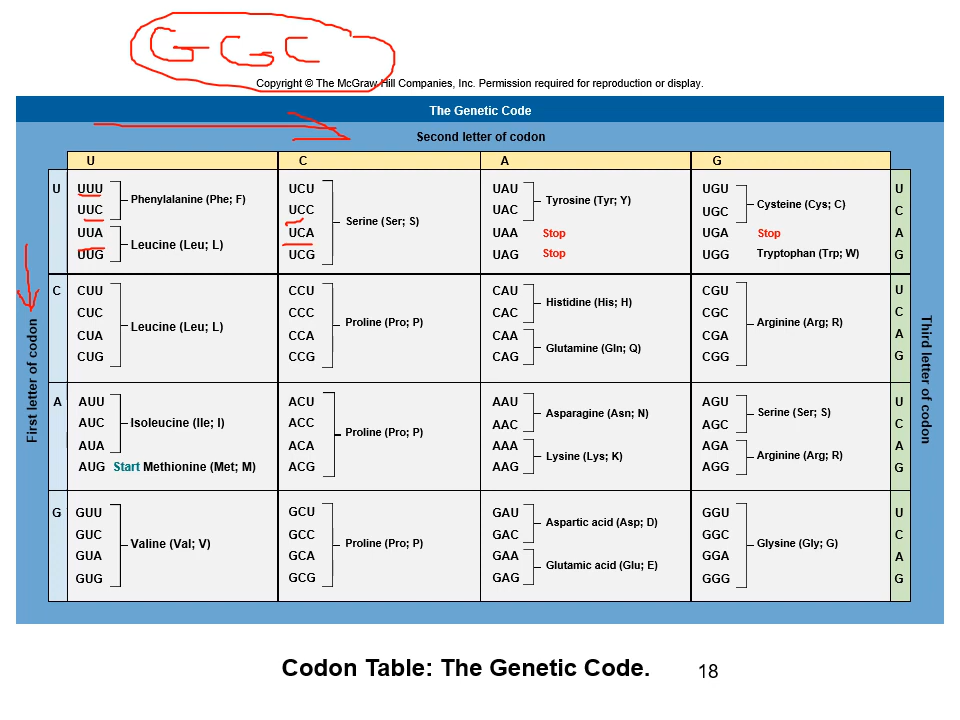 GGC
Copyright © The McGraw Hill Companies, Inc. Permission required for reproduction or display.
The Genetic Code
Second letter of codon
U C A G
First letter of codon
Third letter of codon
U
UUU UCU UAU UGU U
Phenylalanine (Phe; F) Tyrosine (Tyr; Y) Cysteine (Cys; C)
UUC UCC UAC UGC C
Serine (Ser; S)
UUA UCA UAA Stop UGA Stop A
Leucine (Leu; L)
UUG UCG UAG Stop UGG Tryptophan (Trp; W) G
C
CUU CCU CAU CGU U
Histidine (His; H)
CUC CCC CAC CGC C
Leucine (Leu; L) Proline (Pro; P) Arginine (Arg; R)
CUA CCA CAA CGA A
Glutamine (Gln; Q)
CUG CCG CAG CGG G
A
AUU ACU AAU AGU U
Asparagine (Asn; N) Serine (Ser; S)
AUC ACC AAC AGC C
Isoleucine (Ile; I) Proline (Pro; P)
AUA ACA AAA AGA A
Lysine (Lys; K) Arginine (Arg; R)
AUG Start Methionine (Met; M) ACG AAG AGG G
G
GUU GCU GAU GGU U
Aspartic acid (Asp; D)
GUC GCC GAC GGC C
Valine (Val; V) Proline (Pro; P) Glysine (Gly; G)
GUA GCA GAA GGA A
Glutamic acid (Glu; E)
GUG GCG GAG GGG G
Codon Table: The Genetic Code. 18